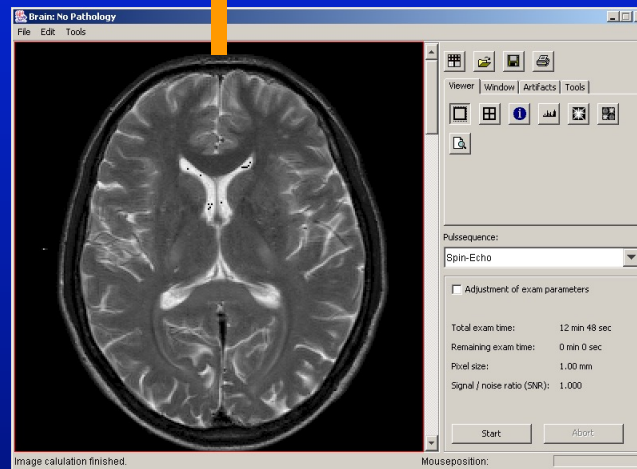 Brain: No Pathology
File Edit Tools
Viewer Window Artifacts Tools
Pulssequence:
Spin-Echo
Adjustment of exam parameters
Total exam time: 12 min 48 sec
Remaining exam time: 0 min 0 sec
Pixel size: 1.00 mm
Signal / noise ratio (SNR): 1.000
Start Abort
Image calulation finished. Mouseposition: